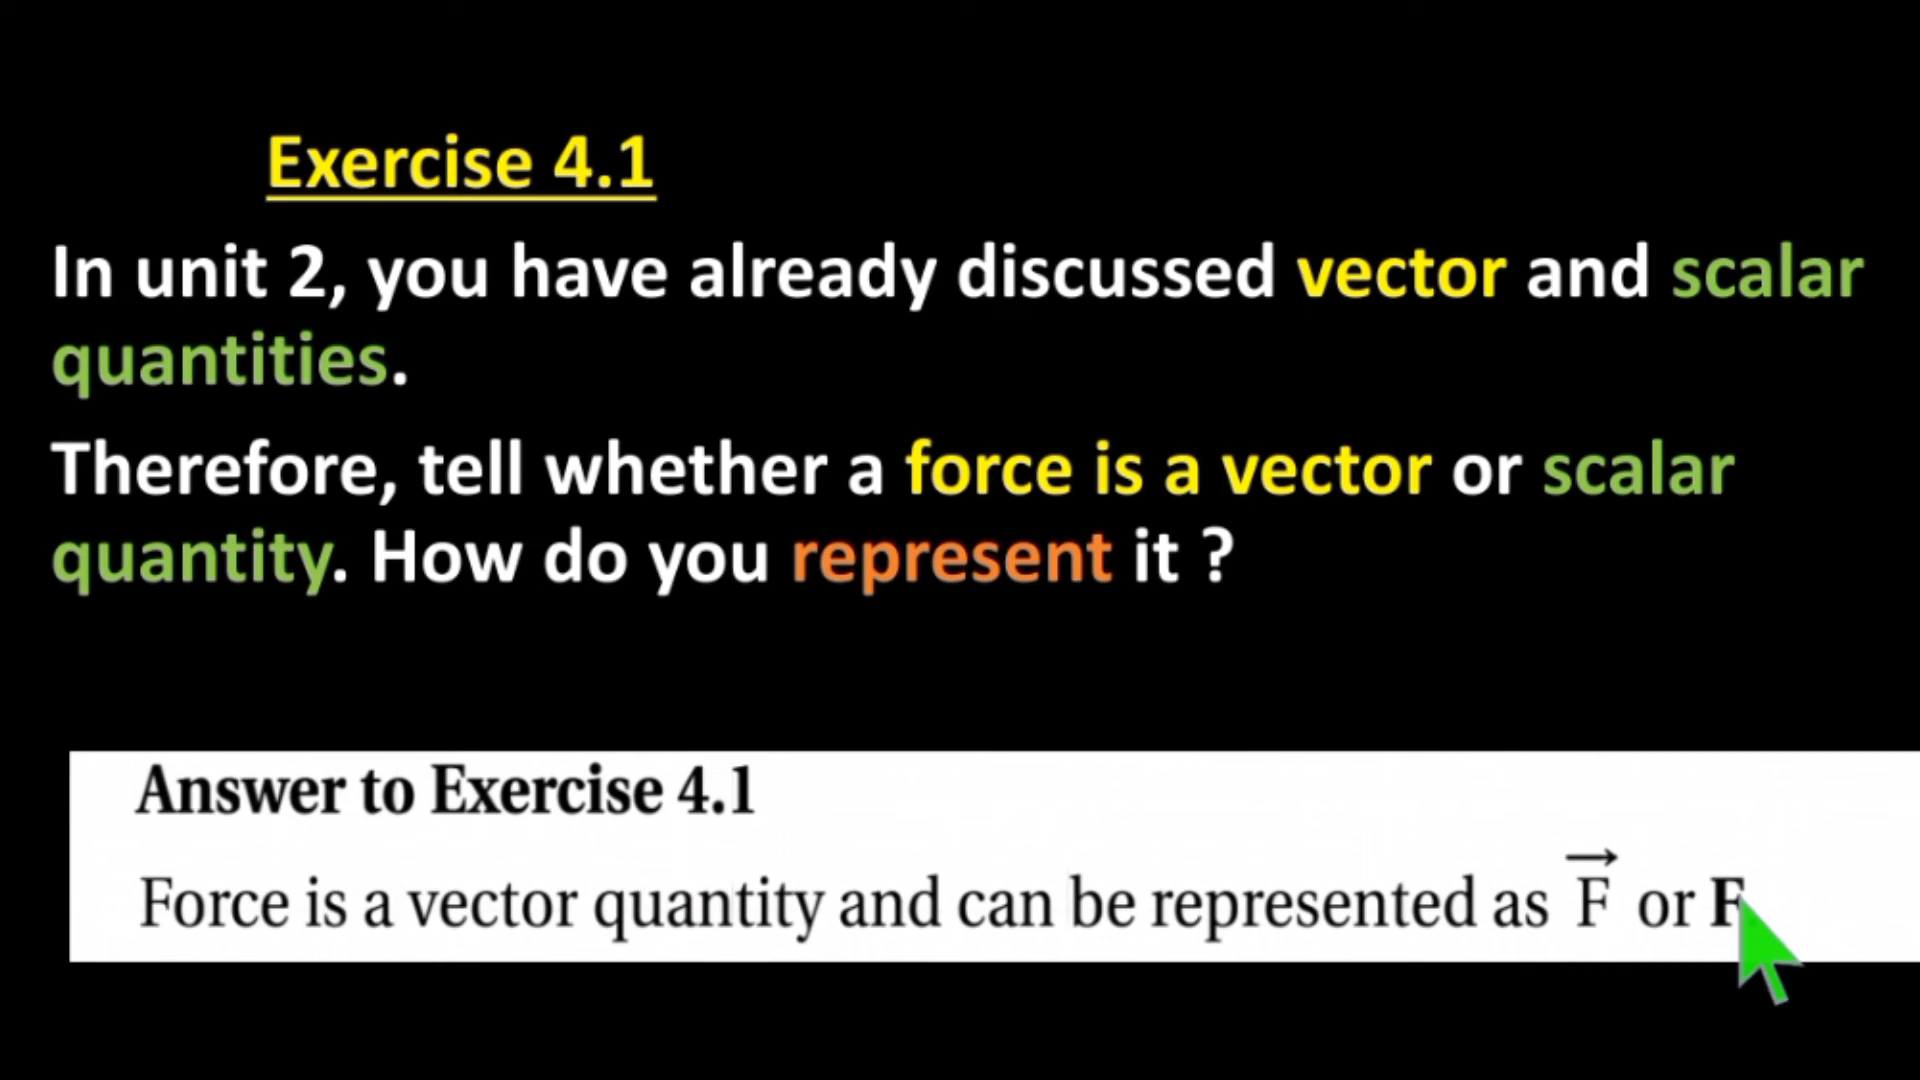 Exercise 4.1
In unit 2, you have already discussed vector and scalar
quantities.
Therefore, tell whether a force is a vector or scalar
quantity. How do you represent it ?
Answer to Exercise 4.1
Force is a vector quantity and can be represented as F⃗ or F